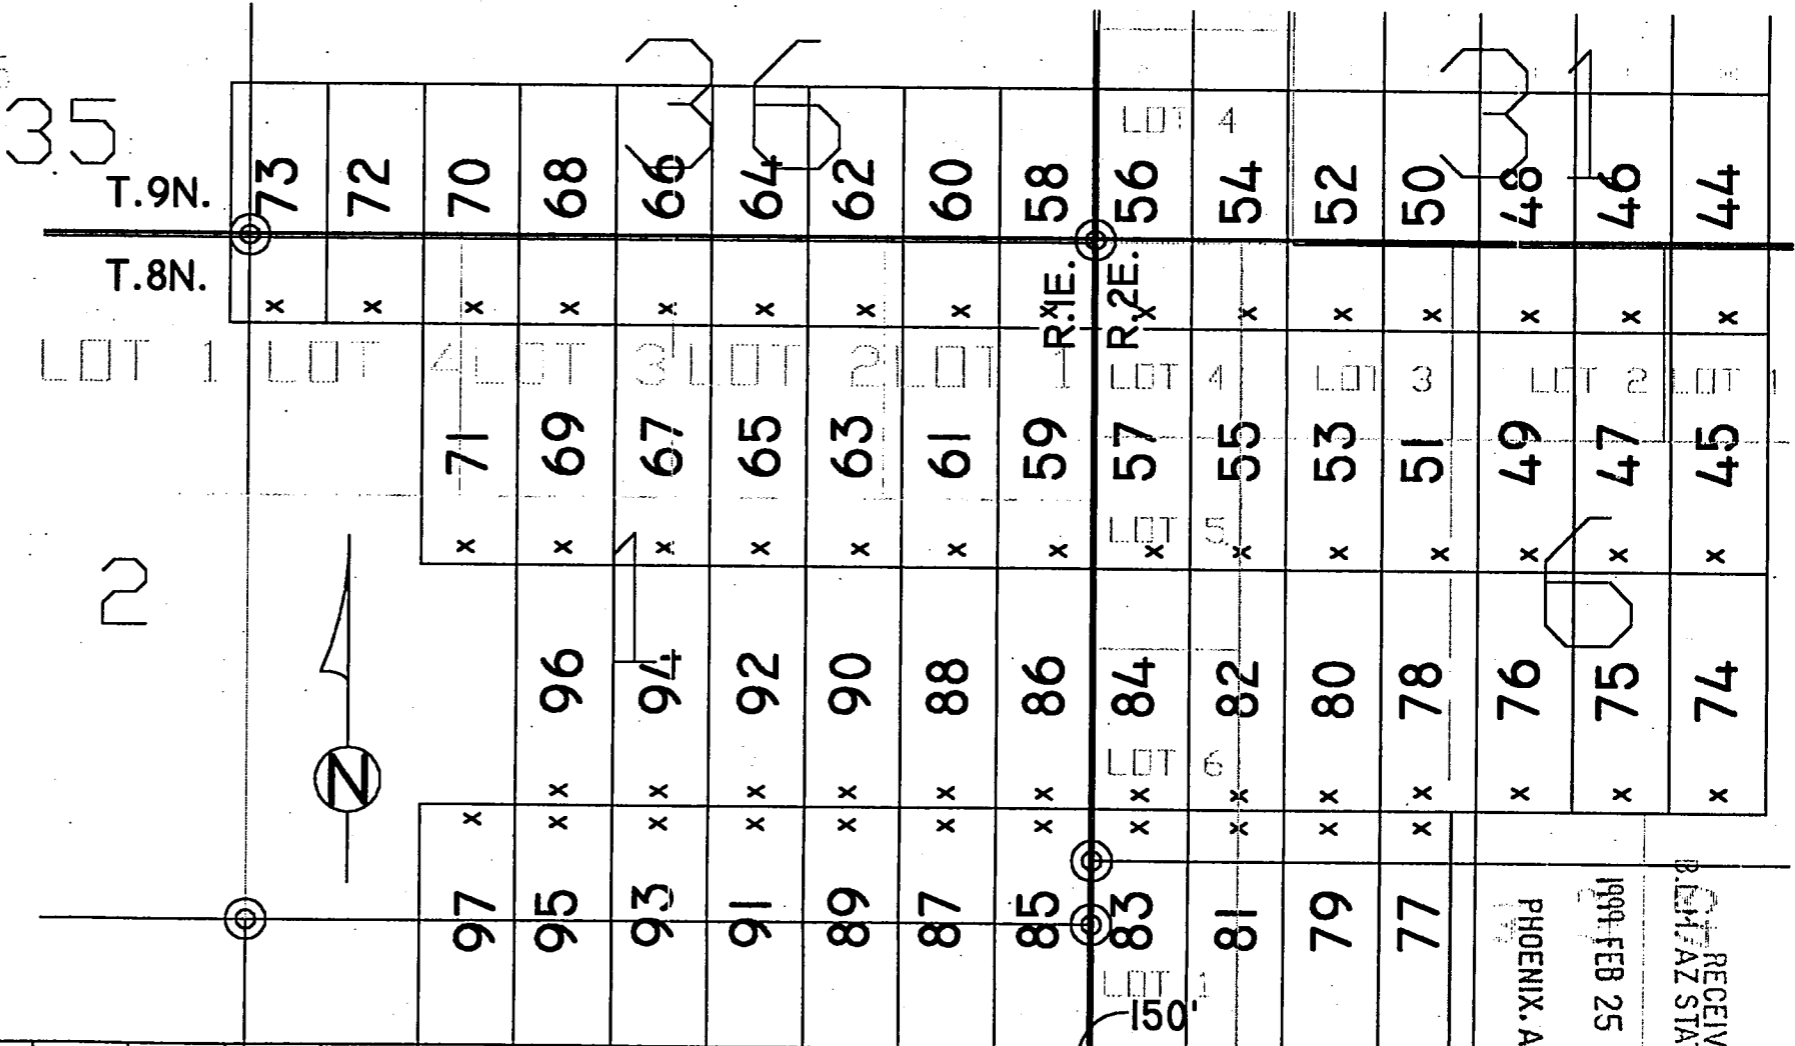 36 31
35
LOT 4
T.9N.
73 72 70 68 66 64 62 60 58 56 54 52 50 48 46 44
T.8N.
R.1E. R.2E.
x x x x x x x x x x x x x x x x
LOT 1 LOT 4 LOT 3 LOT 2 LOT 1 LOT 4 LOT 3 LOT 2 LOT 1
71 69 67 65 63 61 59 57 55 53 51 49 47 45
LOT 5
x x x x x x x x x x x x x x
2 1 6
96 94 92 90 88 86 84 82 80 78 76 75 74
LOT 6
N
x x x x x x x x x x x x x
x x x x x x x x x x x
97 95 93 91 89 87 85 83 81 79 77
LOT 1
150'
RECEIV
B.L.M. AZ STA
FEB 25
PHOENIX, A